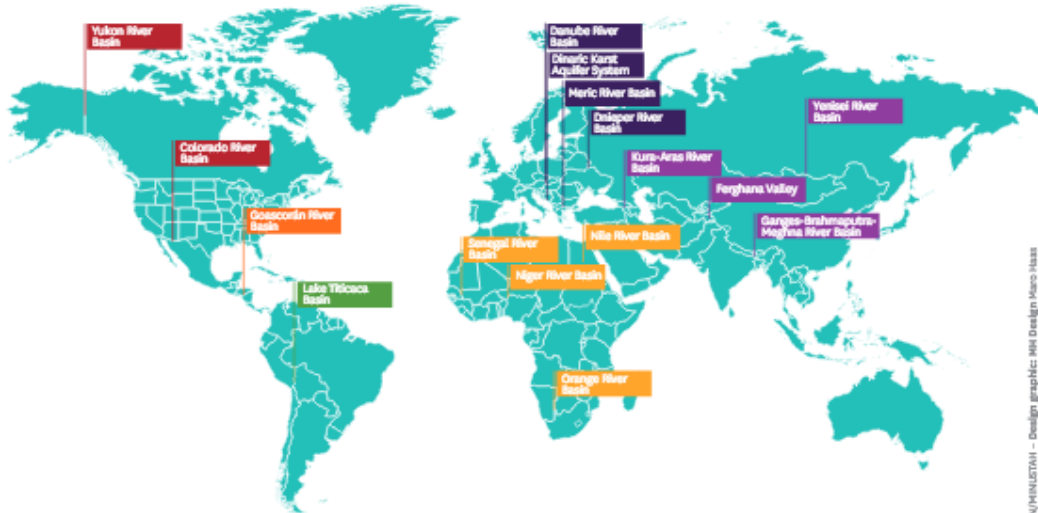 Yukon River
Basin
Danube River
Basin
Dinaric Karst
Aquifer System
Meric River Basin
Dnieper River
Basin
Yenisei River
Basin
Colorado River
Basin
Kura-Aras River
Basin
Ferghana Valley
Goascorán River
Basin
Ganges-Brahmaputra-
Meghna River Basin
Senegal River
Basin
Nile River Basin
Niger River Basin
Lake Titicaca
Basin
Orange River
Basin
/MINUSTAH – Design graphic: MH Design Maro Haas